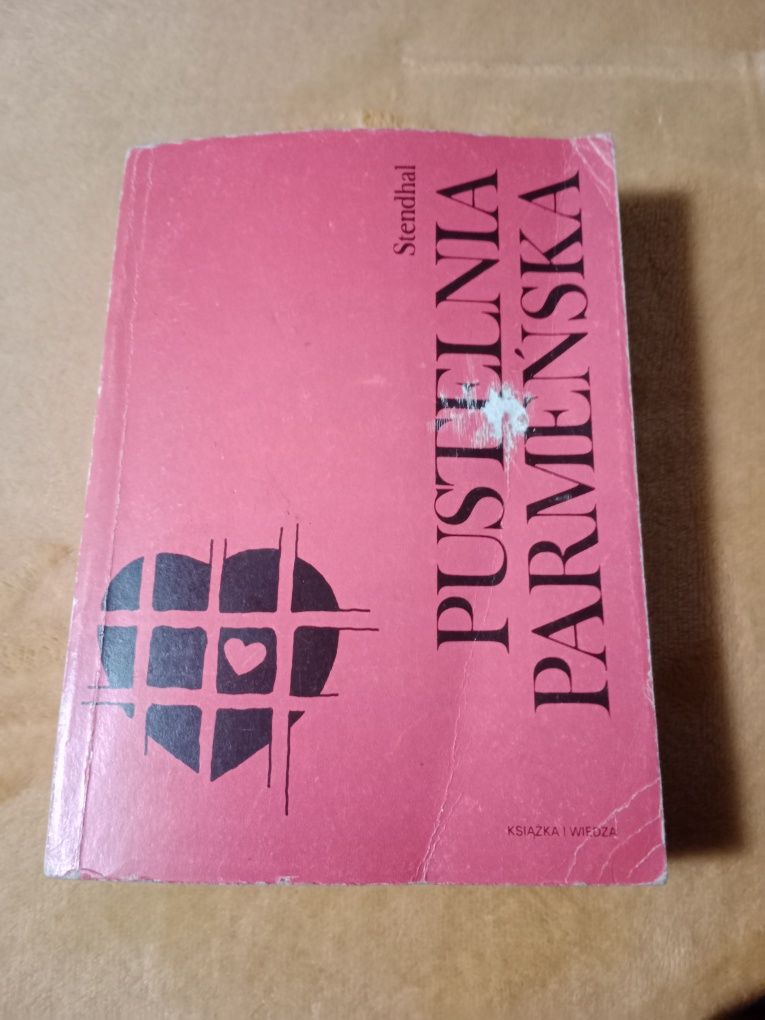 Stendhal
PUSTELNIA
PARMEŃSKA
KSIĄŻKA I WIEDZA